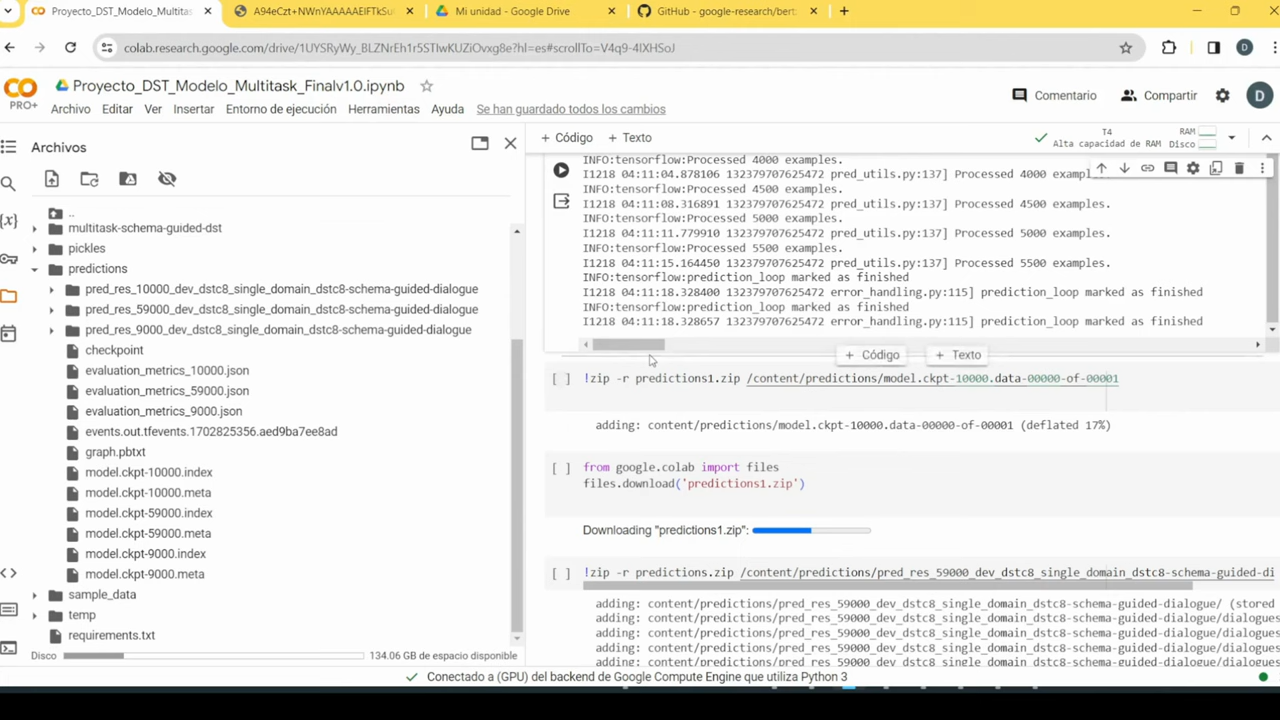 Proyecto_DST_Modelo_Multitask
A94eCzt+NWnYAAAAAElFTkSu
Mi unidad - Google Drive
GitHub - google-research/bert:
colab.research.google.com/drive/1UYSRyWy_BLZNrEh1r5STIwKUZiOvxg8e?hl=es#scrollTo=V4q9-4IXHSoJ
D
CO
PRO+
Proyecto_DST_Modelo_Multitask_Finalv1.0.ipynb
Archivo Editar Ver Insertar Entorno de ejecución Herramientas Ayuda Se han guardado todos los cambios
Comentario
Compartir
D
Archivos
+ Código + Texto
T4
Alta capacidad de RAM
RAM
Disco
..
multitask-schema-guided-dst
pickles
predictions
pred_res_10000_dev_dstc8_single_domain_dstc8-schema-guided-dialogue
pred_res_59000_dev_dstc8_single_domain_dstc8-schema-guided-dialogue
pred_res_9000_dev_dstc8_single_domain_dstc8-schema-guided-dialogue
checkpoint
evaluation_metrics_10000.json
evaluation_metrics_59000.json
evaluation_metrics_9000.json
events.out.tfevents.1702825356.aed9ba7ee8ad
graph.pbtxt
model.ckpt-10000.index
model.ckpt-10000.meta
model.ckpt-59000.index
model.ckpt-59000.meta
model.ckpt-9000.index
model.ckpt-9000.meta
sample_data
temp
requirements.txt
Disco 134.06 GB de espacio disponible
INFO:tensorflow:Processed 4000 examples.
I1218 04:11:04.878106 132379707625472 pred_utils.py:137] Processed 4000 examples.
INFO:tensorflow:Processed 4500 examples.
I1218 04:11:08.316891 132379707625472 pred_utils.py:137] Processed 4500 examples.
INFO:tensorflow:Processed 5000 examples.
I1218 04:11:11.779910 132379707625472 pred_utils.py:137] Processed 5000 examples.
INFO:tensorflow:Processed 5500 examples.
I1218 04:11:15.164450 132379707625472 pred_utils.py:137] Processed 5500 examples.
INFO:tensorflow:prediction_loop marked as finished
I1218 04:11:18.328400 132379707625472 error_handling.py:115] prediction_loop marked as finished
INFO:tensorflow:prediction_loop marked as finished
I1218 04:11:18.328657 132379707625472 error_handling.py:115] prediction_loop marked as finished
+ Código + Texto
[ ] !zip -r predictions1.zip /content/predictions/model.ckpt-10000.data-00000-of-00001
adding: content/predictions/model.ckpt-10000.data-00000-of-00001 (deflated 17%)
[ ] from google.colab import files
files.download('predictions1.zip')
Downloading "predictions1.zip":
[ ] !zip -r predictions.zip /content/predictions/pred_res_59000_dev_dstc8_single_domain_dstc8-schema-guided-di
adding: content/predictions/pred_res_59000_dev_dstc8_single_domain_dstc8-schema-guided-dialogue/ (stored
adding: content/predictions/pred_res_59000_dev_dstc8_single_domain_dstc8-schema-guided-dialogue/dialogues
adding: content/predictions/pred_res_59000_dev_dstc8_single_domain_dstc8-schema-guided-dialogue/dialogues
adding: content/predictions/pred_res_59000_dev_dstc8_single_domain_dstc8-schema-guided-dialogue/dialogues
adding: content/predictions/pred_res_59000_dev_dstc8_single_domain_dstc8-schema-guided-dialogue/dialogues
Conectado a (GPU) del backend de Google Compute Engine que utiliza Python 3